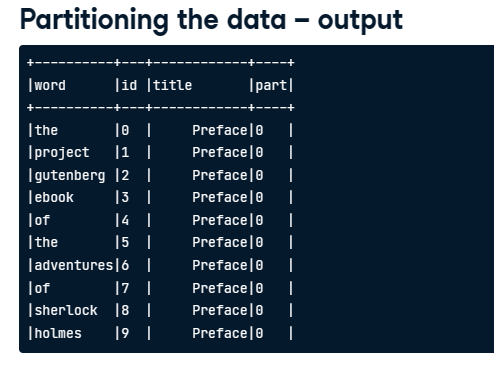 Partitioning the data – output
+----------+---+------------+----+
|word      |id |title       |part|
+----------+---+------------+----+
|the       |0  |     Preface|0   |
|project   |1  |     Preface|0   |
|gutenberg |2  |     Preface|0   |
|ebook     |3  |     Preface|0   |
|of        |4  |     Preface|0   |
|the       |5  |     Preface|0   |
|adventures|6  |     Preface|0   |
|of        |7  |     Preface|0   |
|sherlock  |8  |     Preface|0   |
|holmes    |9  |     Preface|0   |